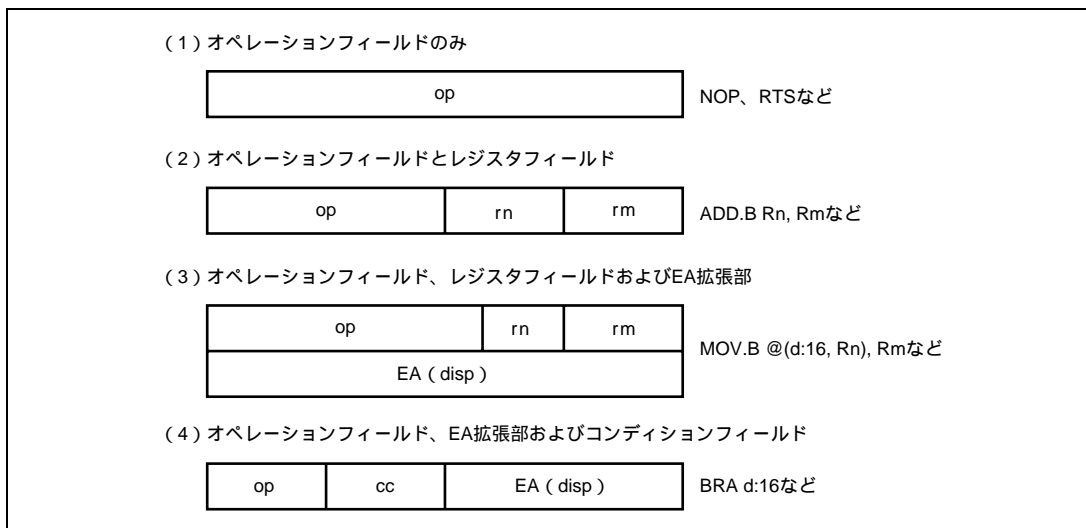 （1）オペレーションフィールドのみ
op
NOP、RTSなど
（2）オペレーションフィールドとレジスタフィールド
op rn rm
ADD.B Rn, Rmなど
（3）オペレーションフィールド、レジスタフィールドおよびEA拡張部
op rn rm
EA（disp）
MOV.B @(d:16, Rn), Rmなど
（4）オペレーションフィールド、EA拡張部およびコンディションフィールド
op cc EA（disp）
BRA d:16など